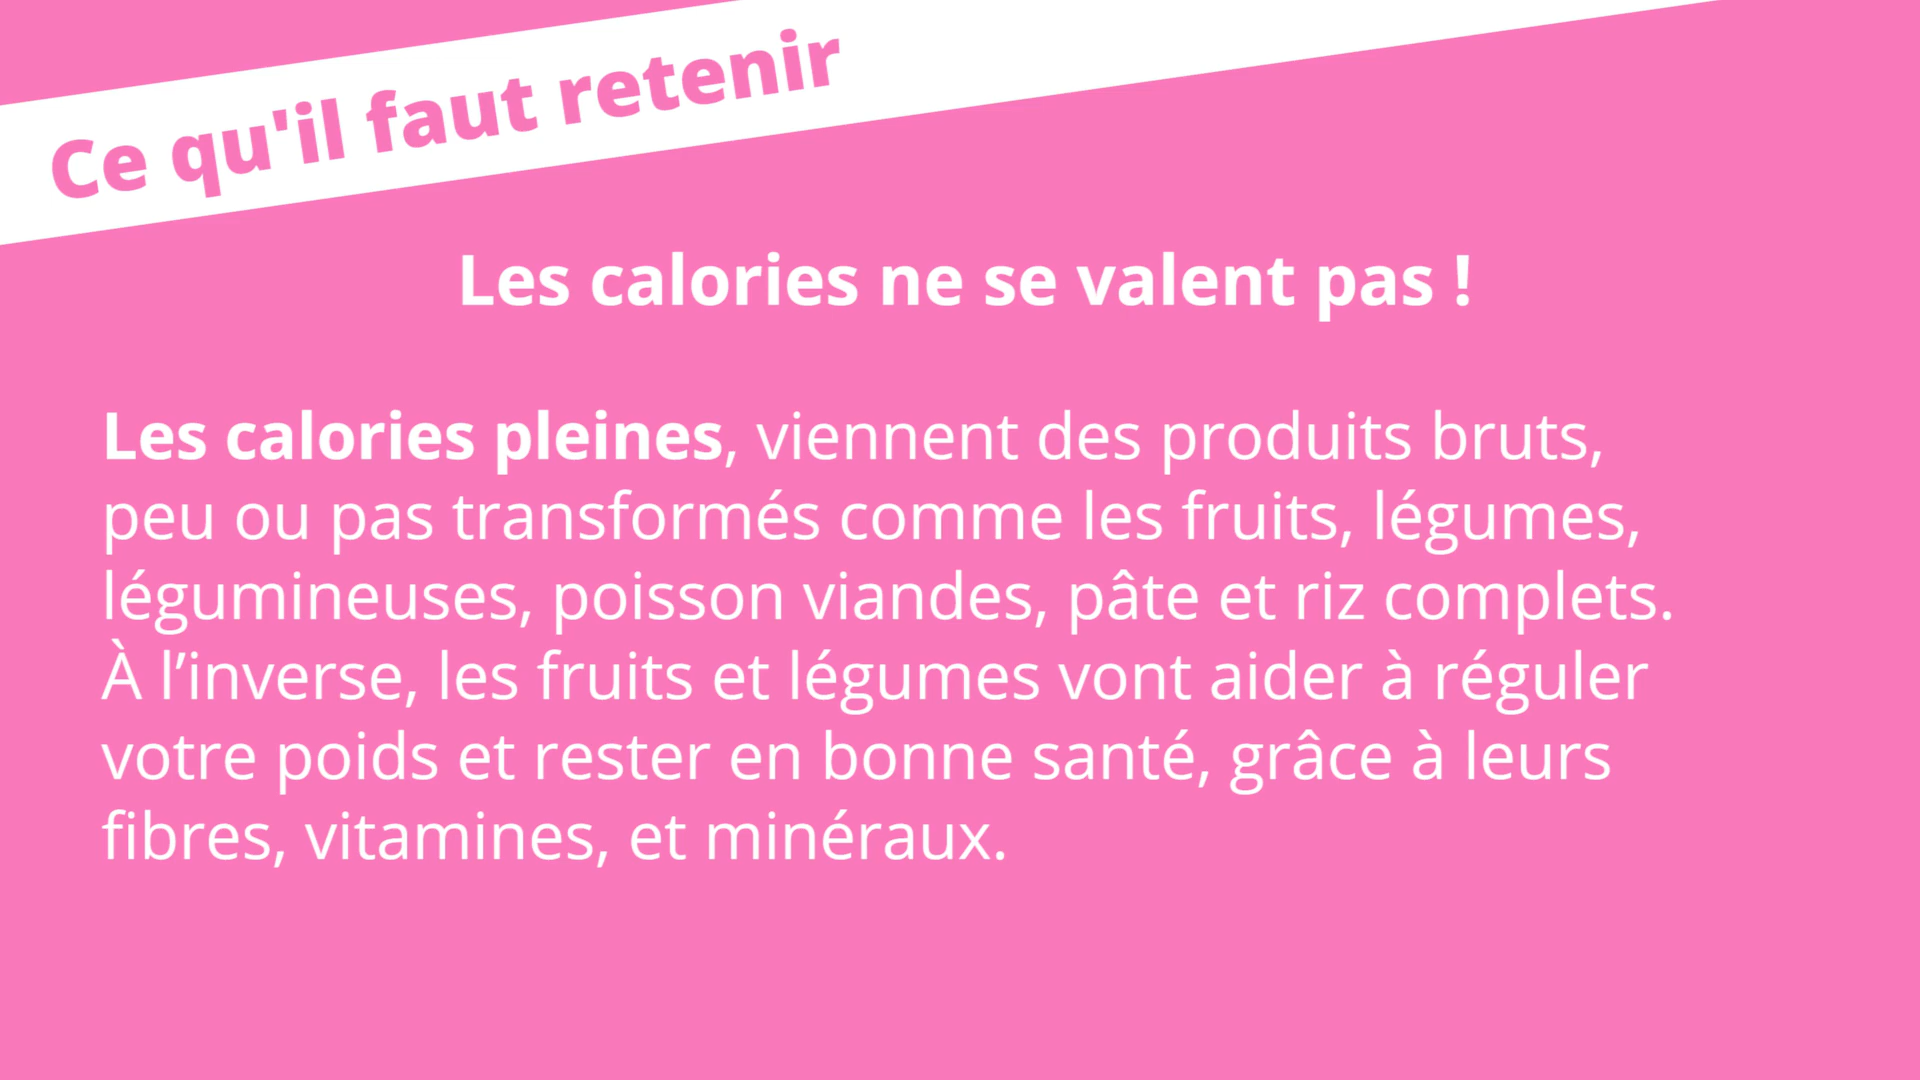 Ce qu'il faut retenir
Les calories ne se valent pas !
Les calories pleines, viennent des produits bruts,
peu ou pas transformés comme les fruits, légumes,
légumineuses, poisson viandes, pâte et riz complets.
À l’inverse, les fruits et légumes vont aider à réguler
votre poids et rester en bonne santé, grâce à leurs
fibres, vitamines, et minéraux.